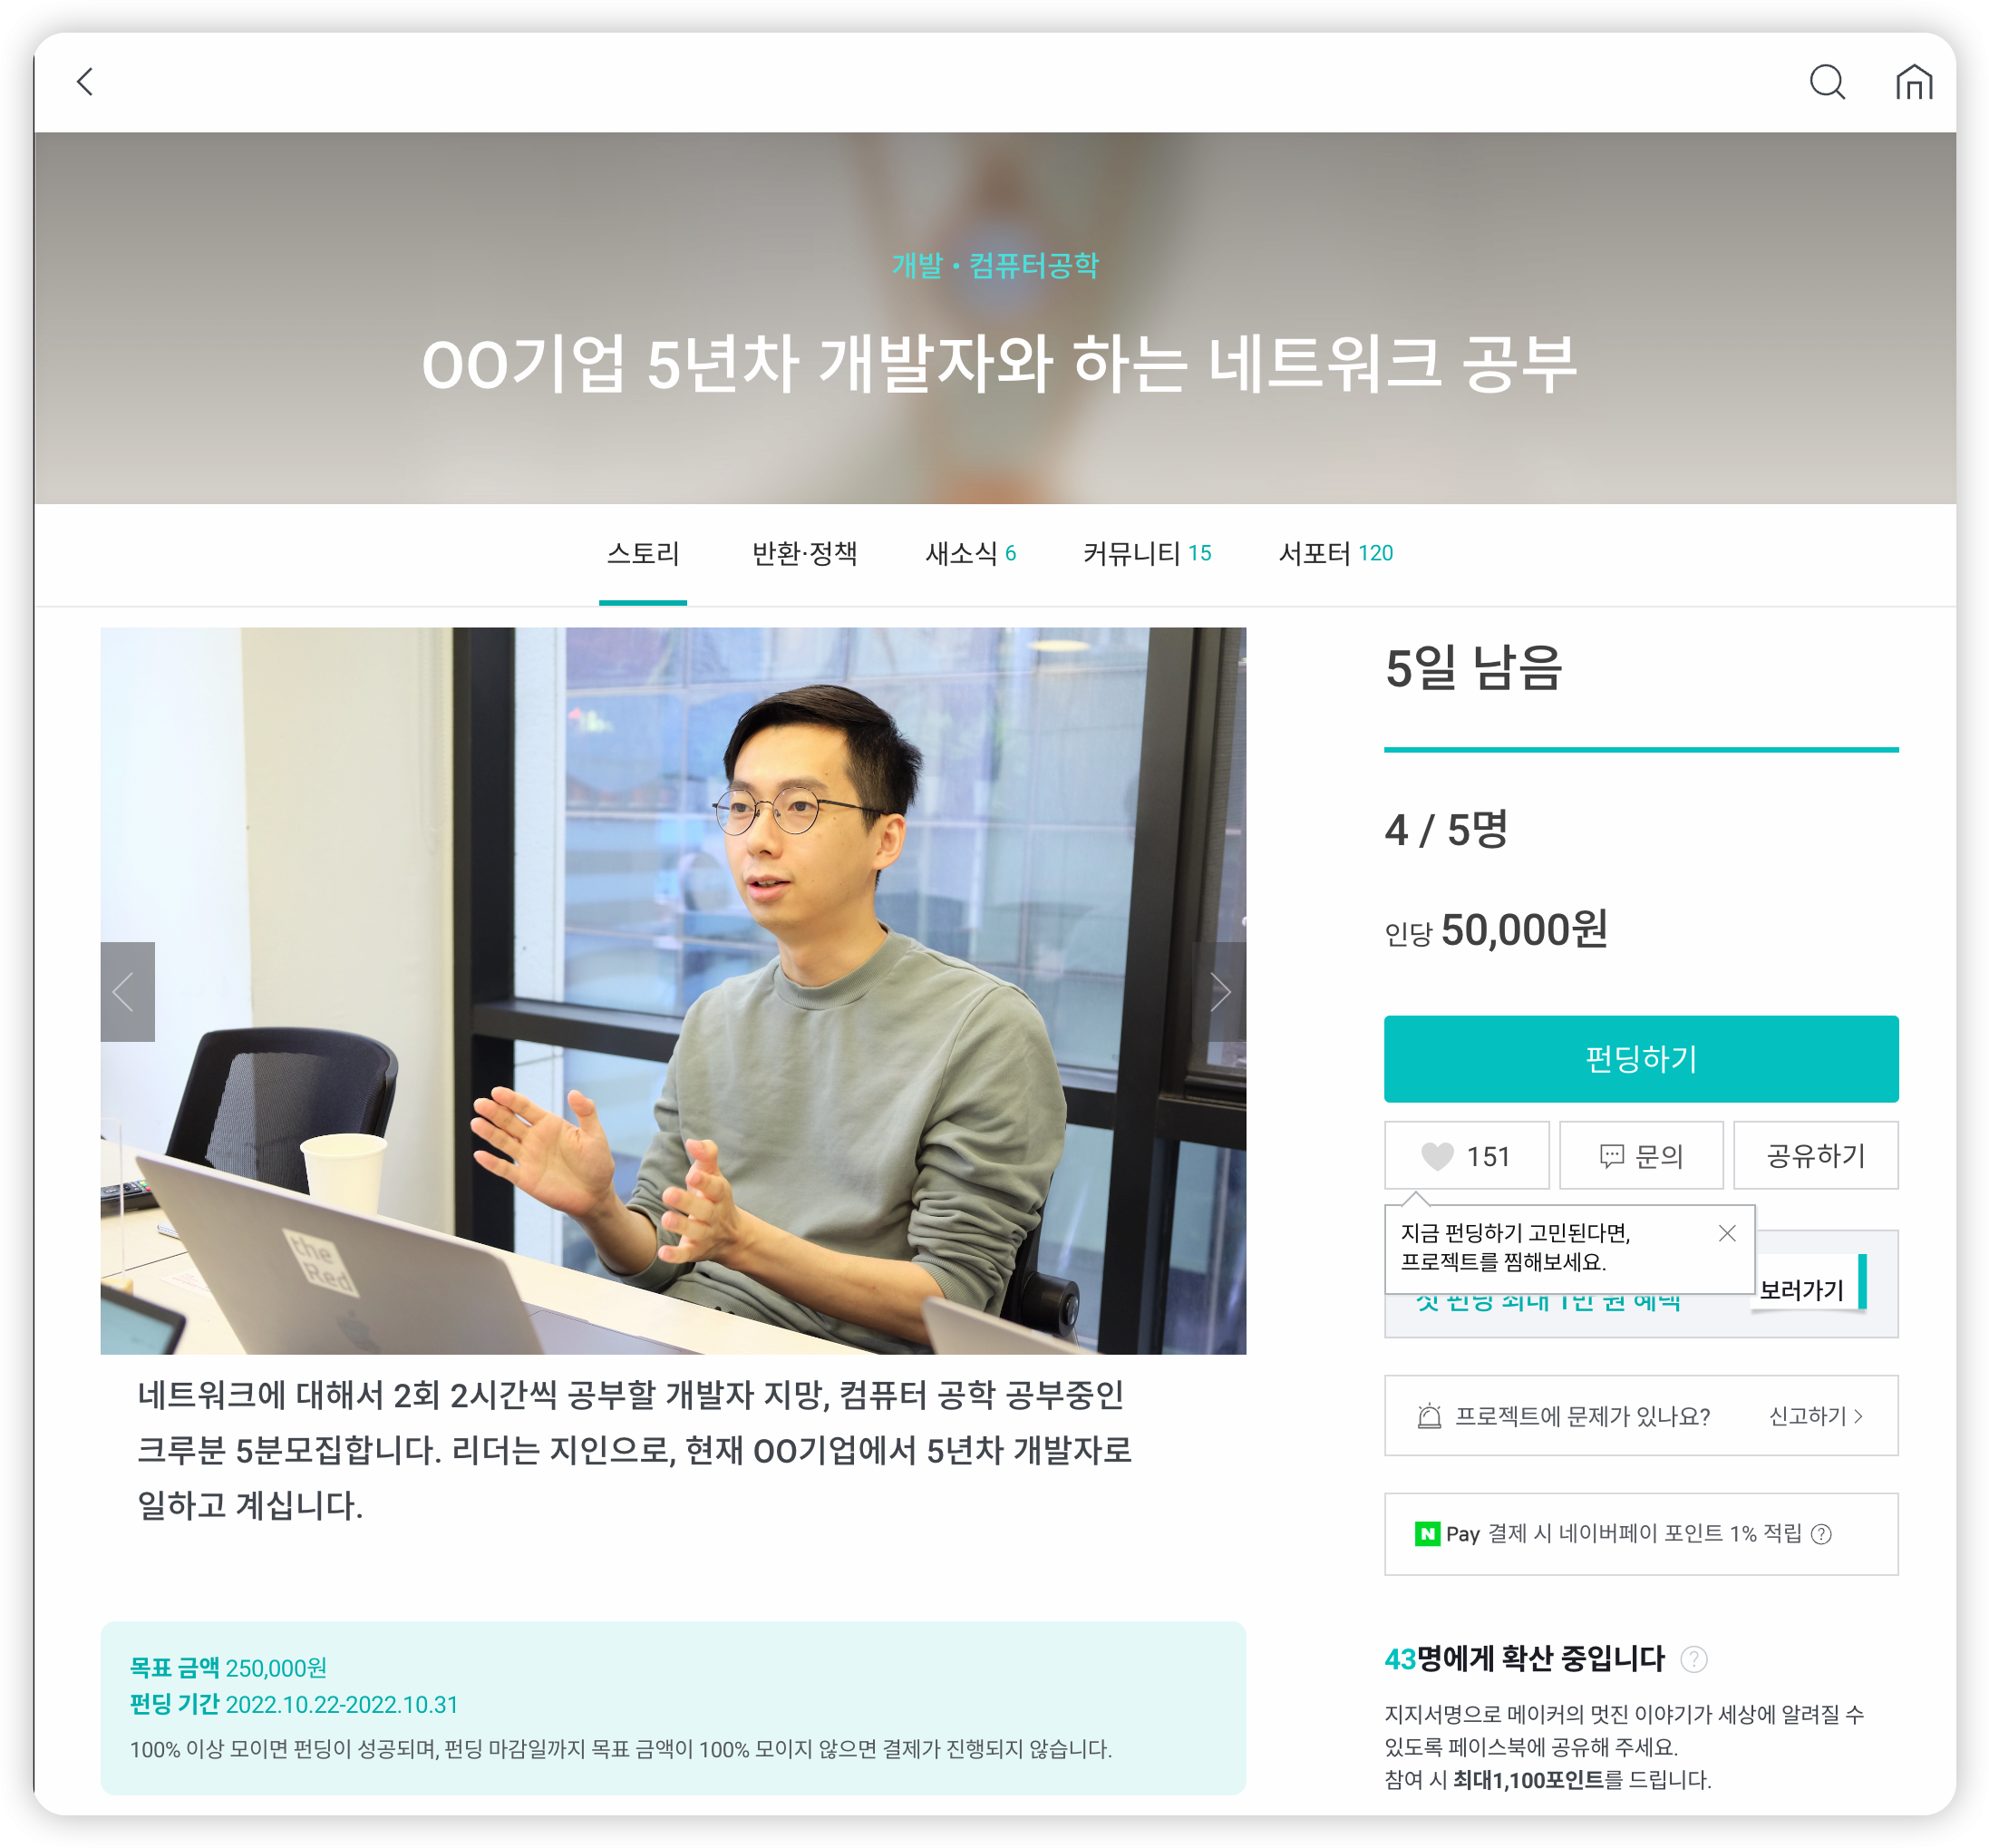 개발 • 컴퓨터공학
OO기업 5년차 개발자와 하는 네트워크 공부
스토리 반환·정책 새소식 6 커뮤니티 15 서포터 120
5일 남음
4 / 5명
인당 50,000원
펀딩하기
151 문의 공유하기
지금 펀딩하기 고민된다면,
프로젝트를 찜해보세요.
첫 펀딩 최대 1만 원 혜택
보러가기
the
Red
네트워크에 대해서 2회 2시간씩 공부할 개발자 지망, 컴퓨터 공학 공부중인
크루분 5분모집합니다. 리더는 지인으로, 현재 OO기업에서 5년차 개발자로
일하고 계십니다.
프로젝트에 문제가 있나요? 신고하기
N Pay 결제 시 네이버페이 포인트 1% 적립 ?
목표 금액 250,000원
펀딩 기간 2022.10.22-2022.10.31
100% 이상 모이면 펀딩이 성공되며, 펀딩 마감일까지 목표 금액이 100% 모이지 않으면 결제가 진행되지 않습니다.
43명에게 확산 중입니다 ?
지지서명으로 메이커의 멋진 이야기가 세상에 알려질 수
있도록 페이스북에 공유해 주세요.
참여 시 최대1,100포인트를 드립니다.